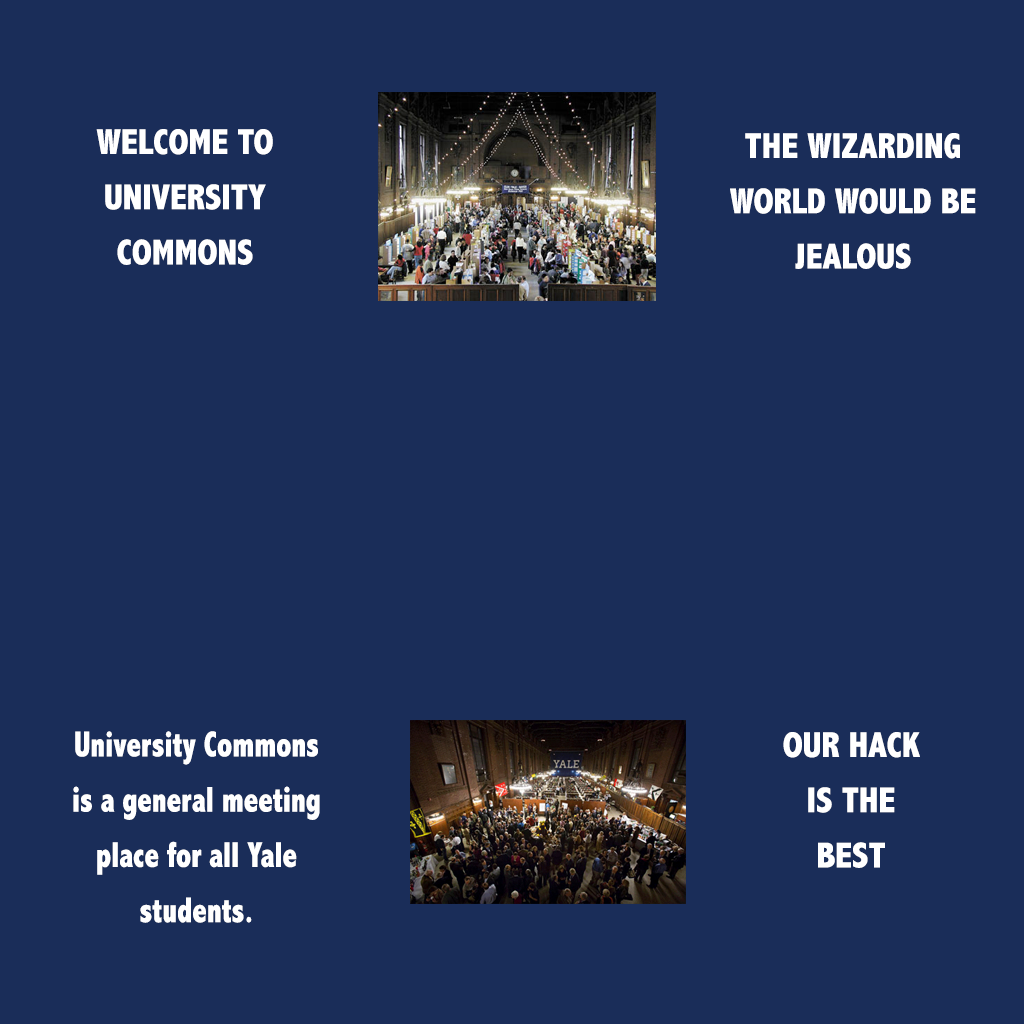 WELCOME TO
UNIVERSITY
COMMONS
THE WIZARDING
WORLD WOULD BE
JEALOUS
University Commons
is a general meeting
place for all Yale
students.
YALE
OUR HACK
IS THE
BEST